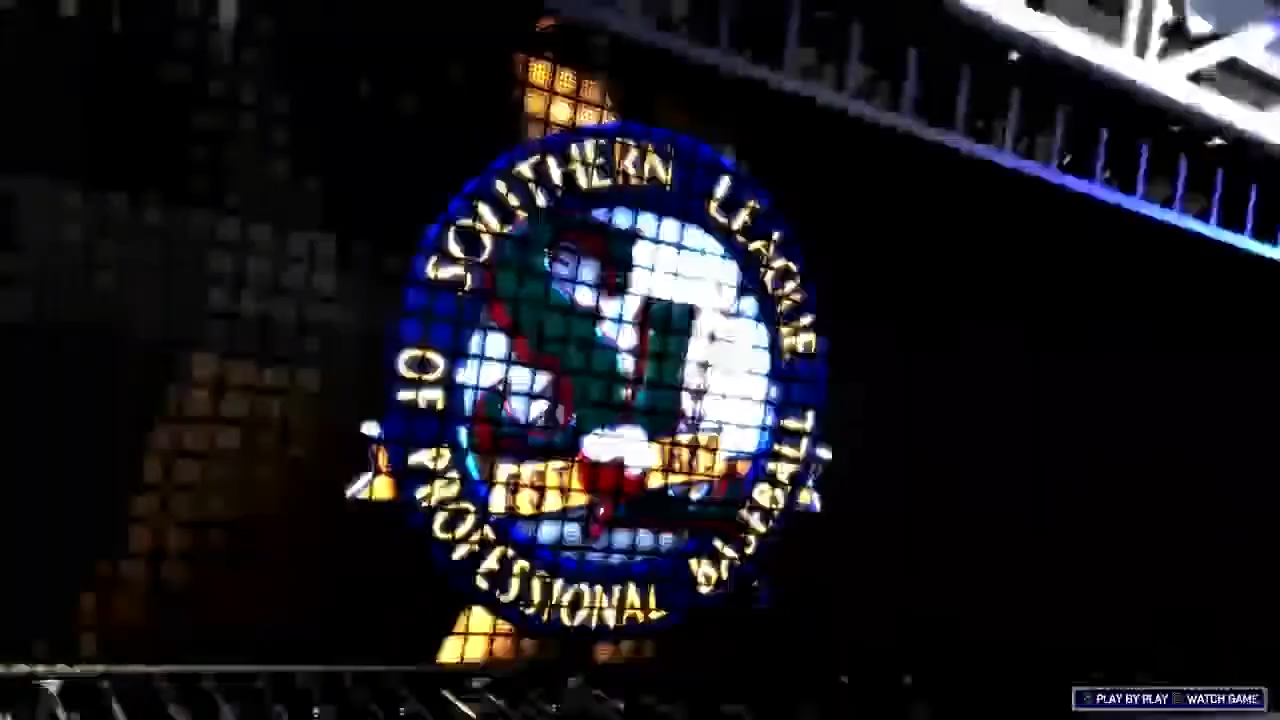 SOUTHERN LEAGUE
OF PROFESSIONAL BASEBALL
PLAY BY PLAY WATCH GAME